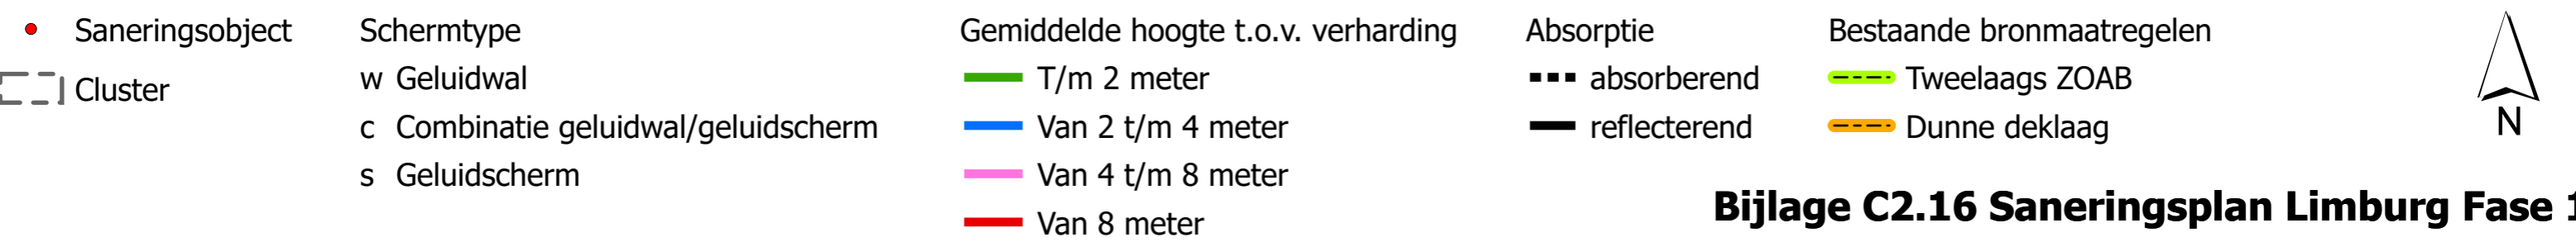 Saneringsobject
Cluster
Schermtype
w Geluidwal
c Combinatie geluidwal/geluidscherm
s Geluidscherm
Gemiddelde hoogte t.o.v. verharding
T/m 2 meter
Van 2 t/m 4 meter
Van 4 t/m 8 meter
Van 8 meter
Absorptie
absorberend
reflecterend
Bestaande bronmaatregelen
Tweelaags ZOAB
Dunne deklaag
N
Bijlage C2.16 Saneringsplan Limburg Fase 1